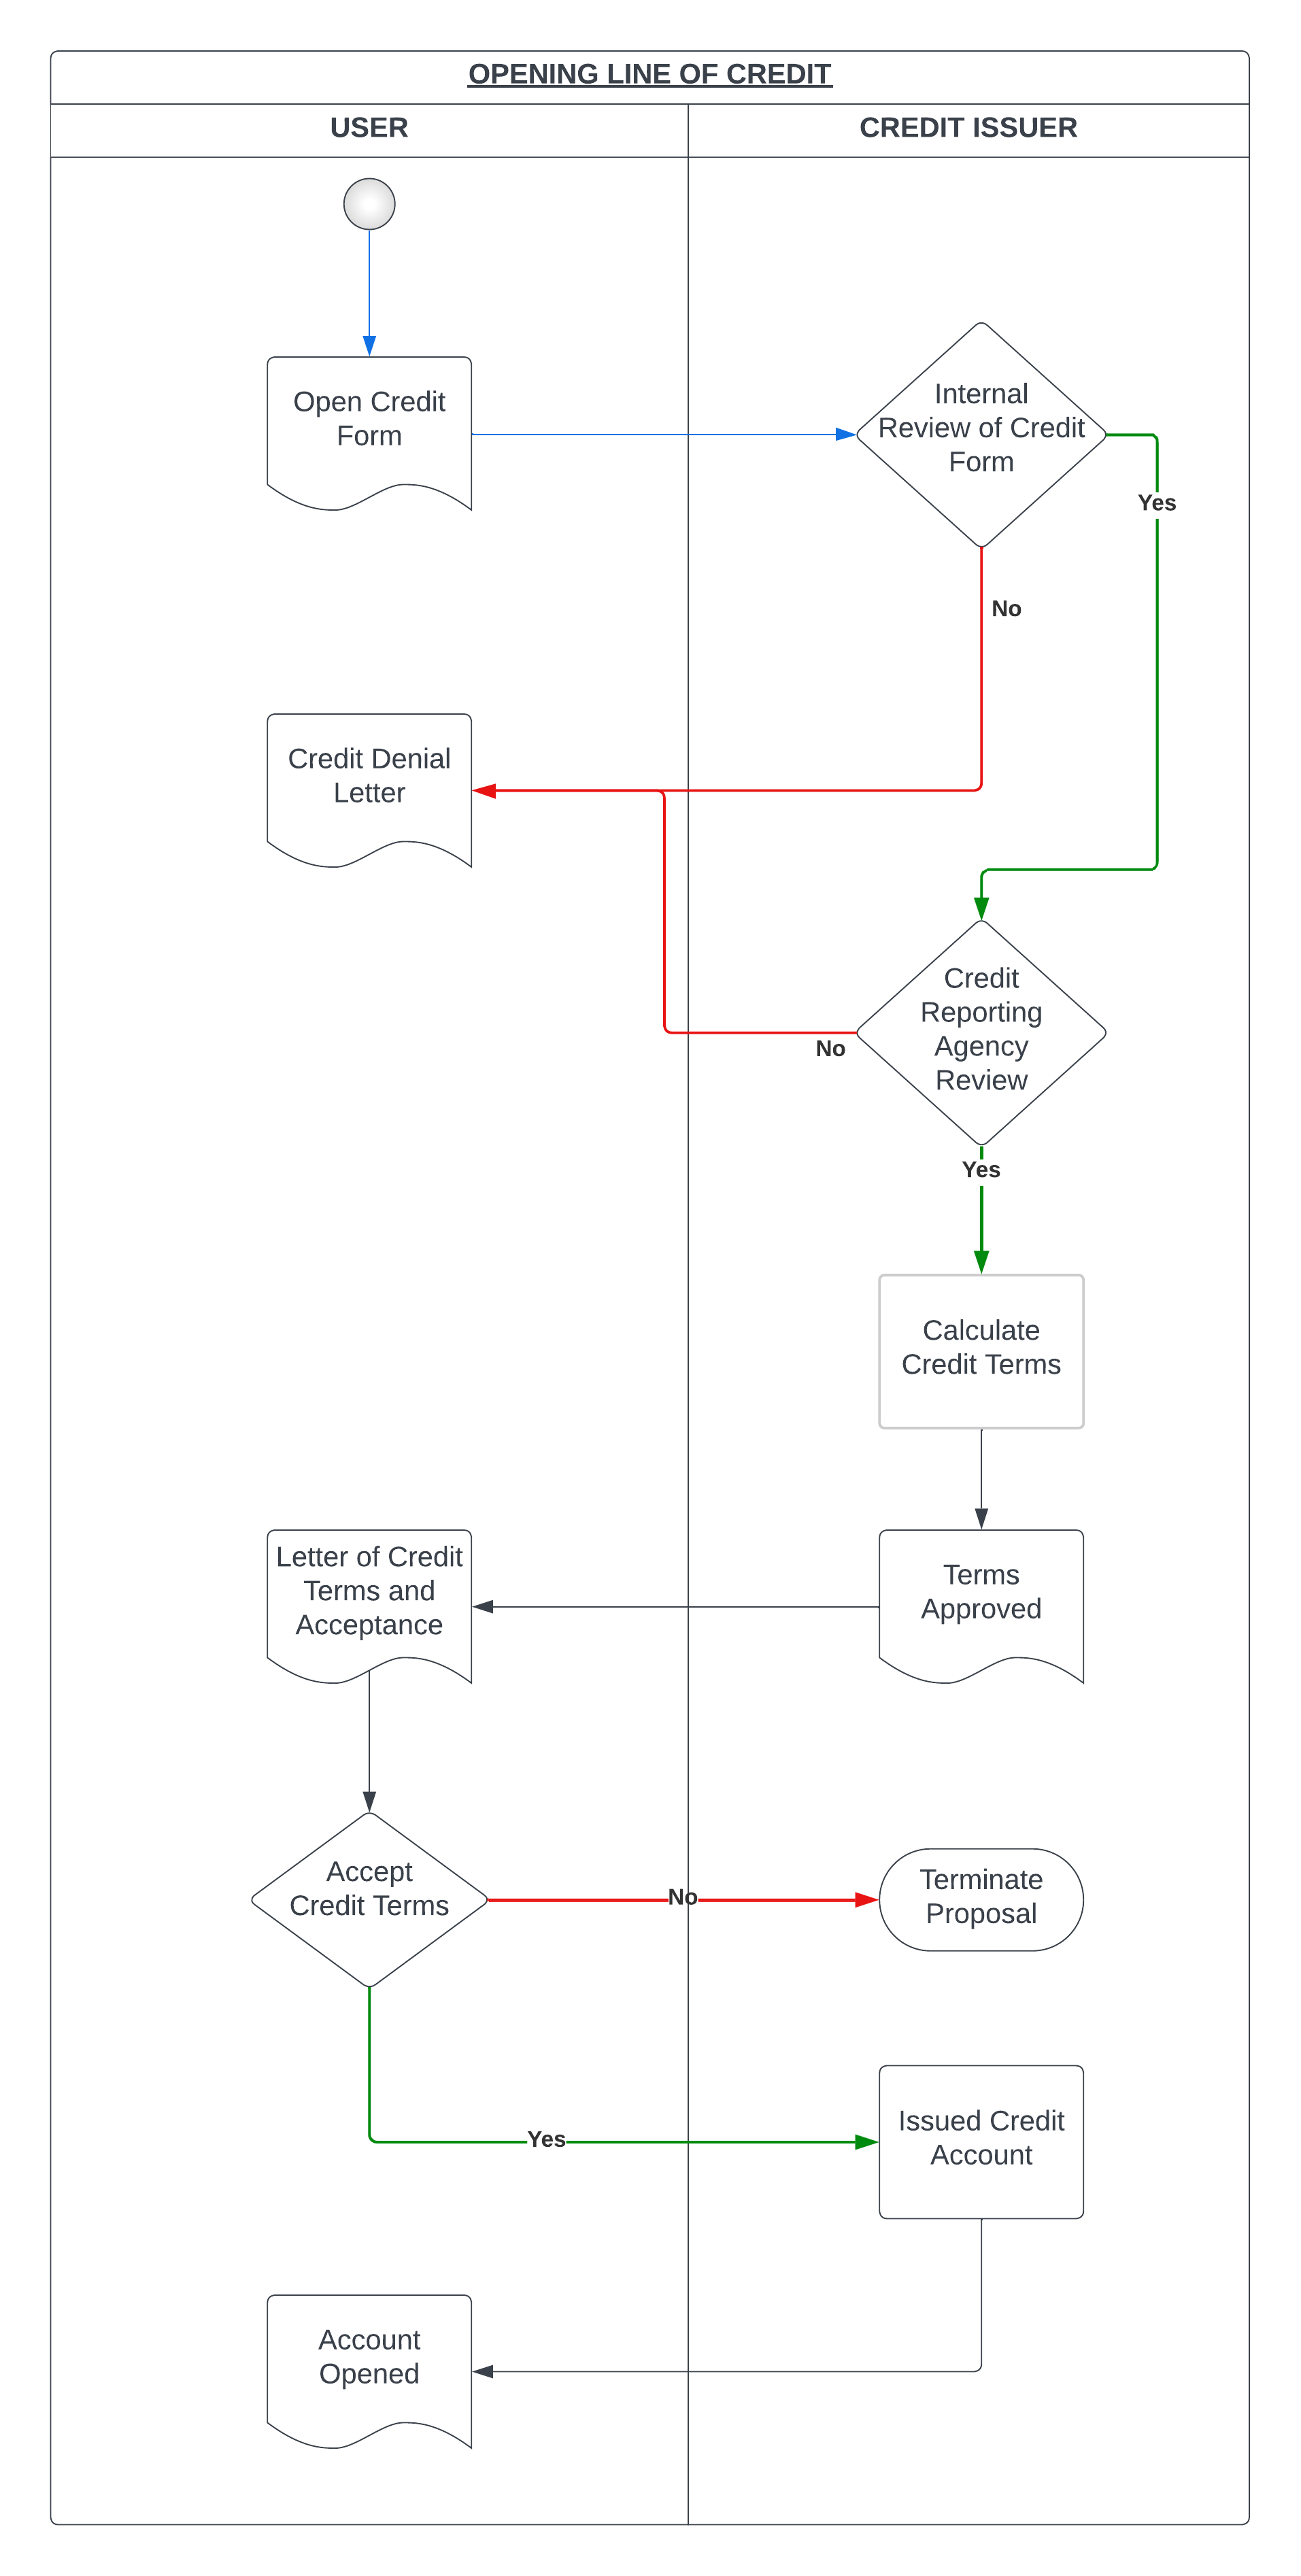 OPENING LINE OF CREDIT
USER
CREDIT ISSUER
Open Credit
Form
Internal
Review of Credit
Form
Yes
No
Credit Denial
Letter
Credit
Reporting
Agency
Review
No
Yes
Calculate
Credit Terms
Letter of Credit
Terms and
Acceptance
Terms
Approved
Accept
Credit Terms
No
Terminate
Proposal
Yes
Issued Credit
Account
Account
Opened